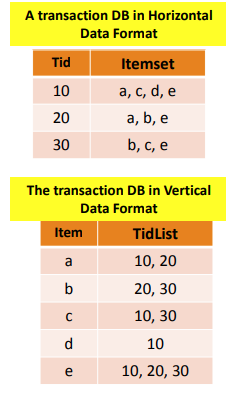 A transaction DB in Horizontal
Data Format
Tid Itemset
10 a, c, d, e
20 a, b, e
30 b, c, e
The transaction DB in Vertical
Data Format
Item TidList
a 10, 20
b 20, 30
c 10, 30
d 10
e 10, 20, 30